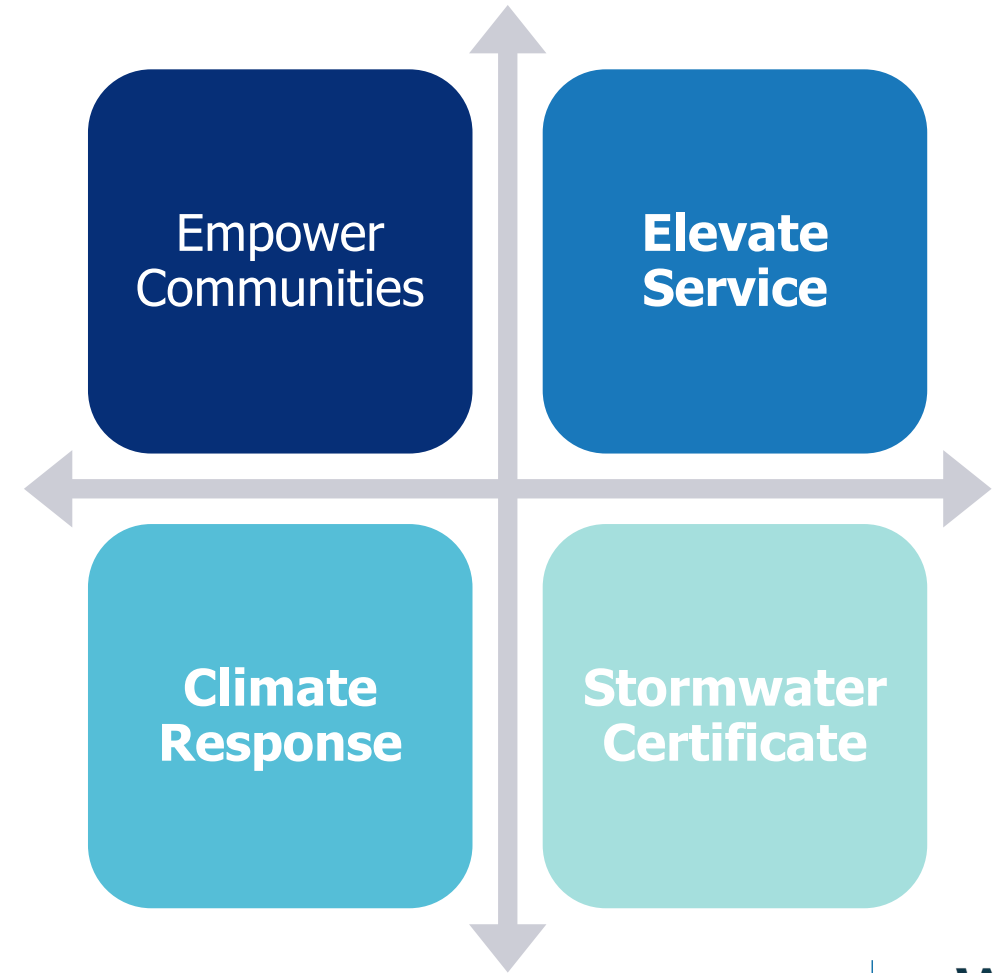 Empower
Communities
Elevate
Service
Climate
Response
Stormwater
Certificate